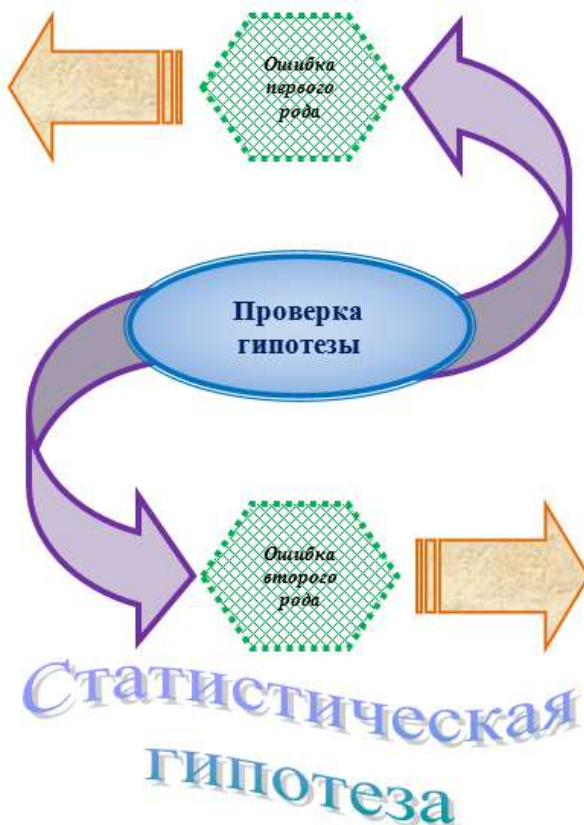 Ошибка
первого
рода
Проверка
гипотезы
Ошибка
второго
рода
Статистическая
гипотеза